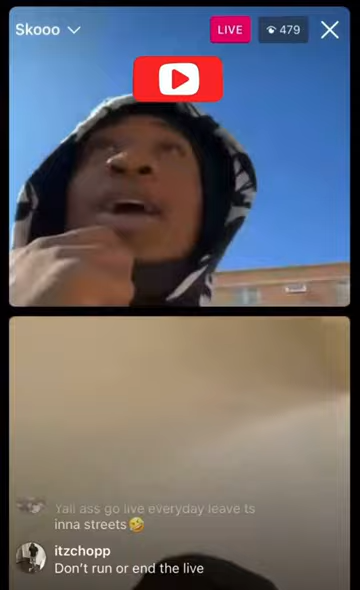 Skooo
LIVE
479
Yall ass go live everyday leave ts
inna streets🤣
itzchopp
Don't run or end the live